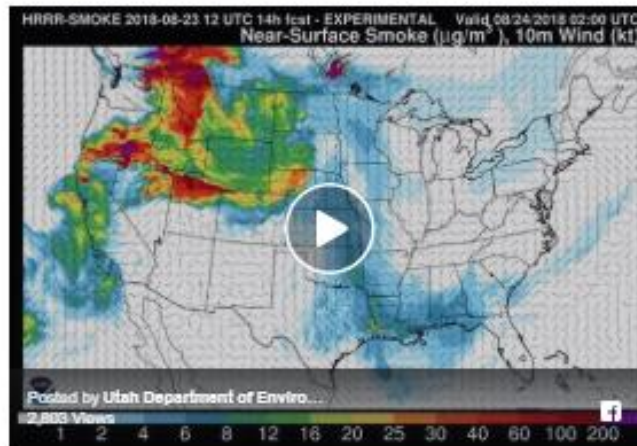 HRRR-SMOKE 2018-08-23 12 UTC 14h fcst - EXPERIMENTAL Valid 08/24/2018 02:00 UTC
Near-Surface Smoke (μg/m³), 10m Wind (kt)
Posted by Utah Department of Enviro...
2,803 Views
1 2 4 6 8 12 16 20 25 30 40 60 100 200